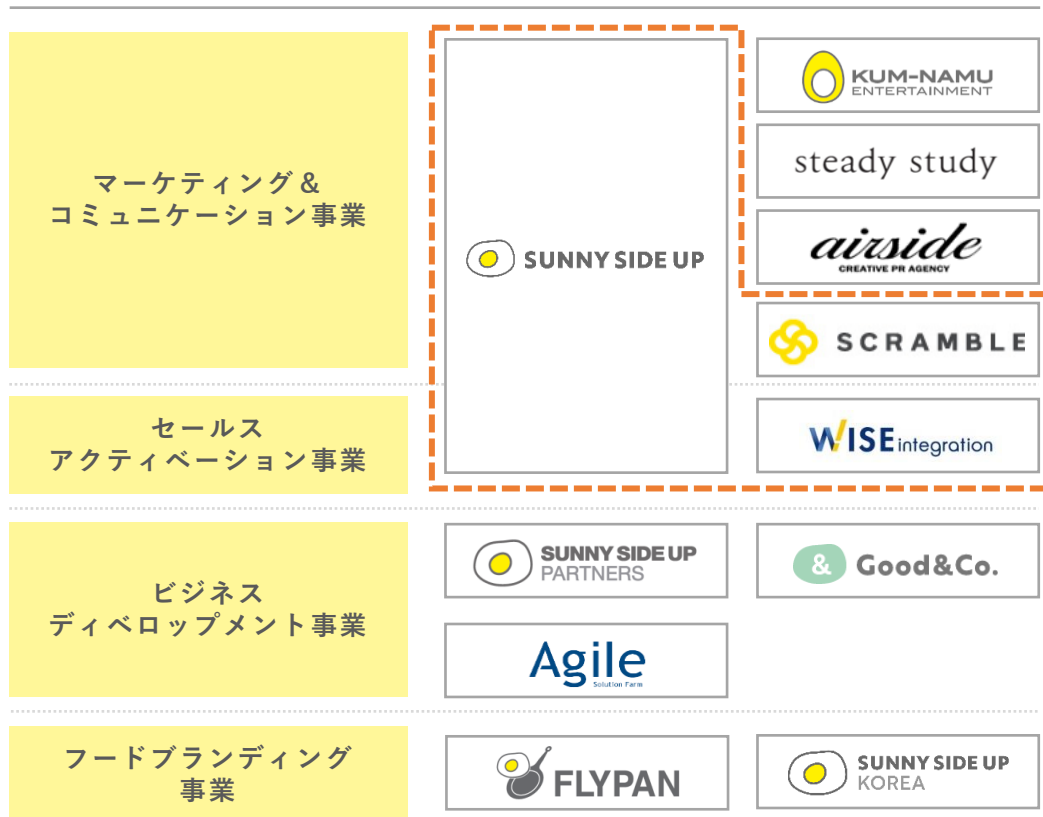 マーケティング＆
コミュニケーション事業
SUNNY SIDE UP
KUM-NAMU
ENTERTAINMENT
steady study
airside
CREATIVE PR AGENCY
SCRAMBLE
セールス
アクティベーション事業
WISE integration
ビジネス
ディベロップメント事業
SUNNY SIDE UP
PARTNERS
& Good&Co.
Agile
Solution Farm
フードブランディング
事業
FLYPAN
SUNNY SIDE UP
KOREA